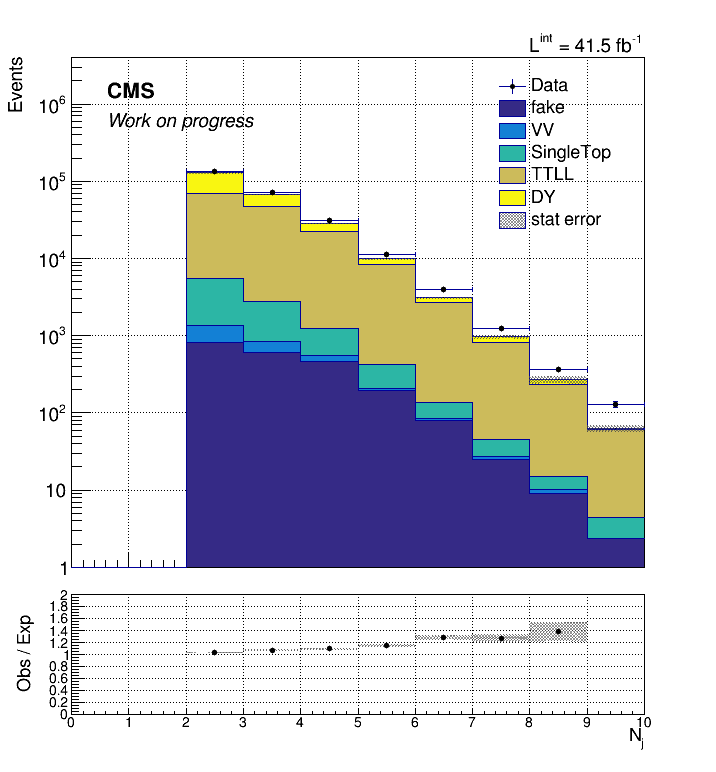 L^int = 41.5 fb^-1
Events
CMS
Work on progress
Data
fake
VV
SingleTop
TTLL
DY
stat error
10^6
10^5
10^4
10^3
10^2
10
1
Obs / Exp
2
1.8
1.6
1.4
1.2
1
0.8
0.6
0.4
0.2
0
0 1 2 3 4 5 6 7 8 9 10
N_j